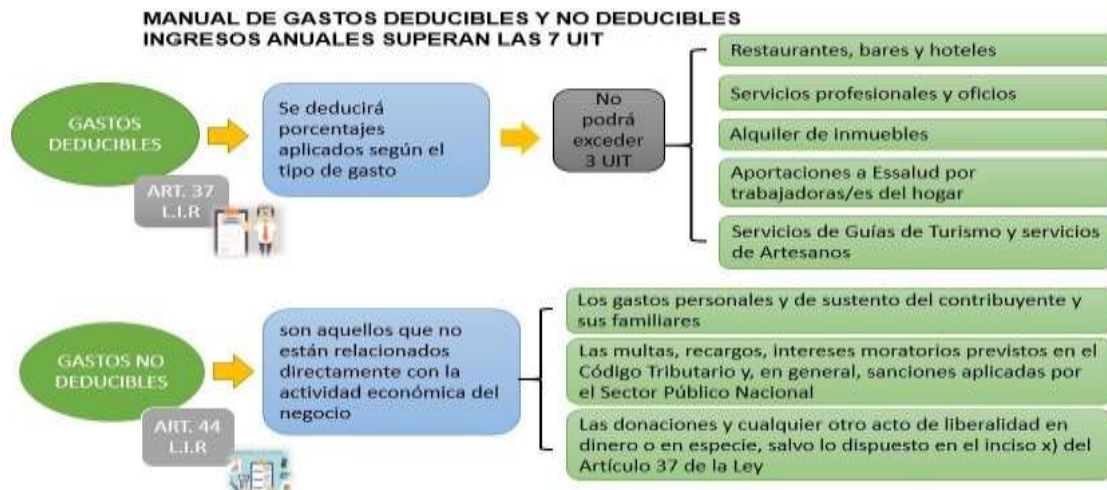 MANUAL DE GASTOS DEDUCIBLES Y NO DEDUCIBLES
INGRESOS ANUALES SUPERAN LAS 7 UIT
GASTOS
DEDUCIBLES
ART. 37
L.I.R
Se deducirá
porcentajes
aplicados según el
tipo de gasto
No
podrá
exceder
3 UIT
Restaurantes, bares y hoteles
Servicios profesionales y oficios
Alquiler de inmuebles
Aportaciones a Essalud por
trabajadoras/es del hogar
Servicios de Guías de Turismo y servicios
de Artesanos
GASTOS NO
DEDUCIBLES
ART. 44
L.I.R
son aquellos que no
están relacionados
directamente con la
actividad económica del
negocio
Los gastos personales y de sustento del contribuyente y
sus familiares
Las multas, recargos, intereses moratorios previstos en el
Código Tributario y, en general, sanciones aplicadas por
el Sector Público Nacional
Las donaciones y cualquier otro acto de liberalidad en
dinero o en especie, salvo lo dispuesto en el inciso x) del
Artículo 37 de la Ley